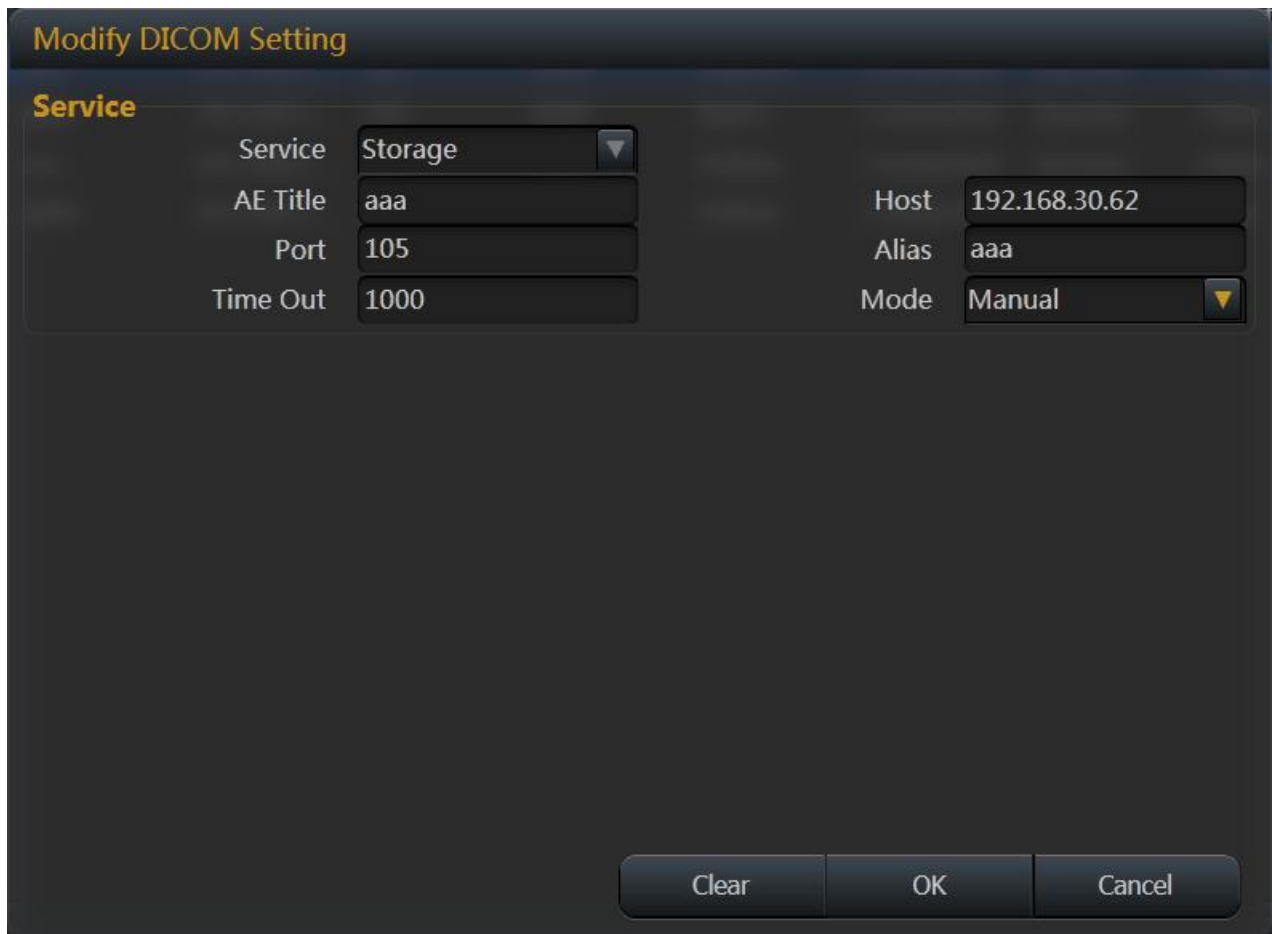 Modify DICOM Setting
Service
Service Storage
AE Title aaa Host 192.168.30.62
Port 105 Alias aaa
Time Out 1000 Mode Manual
Clear OK Cancel